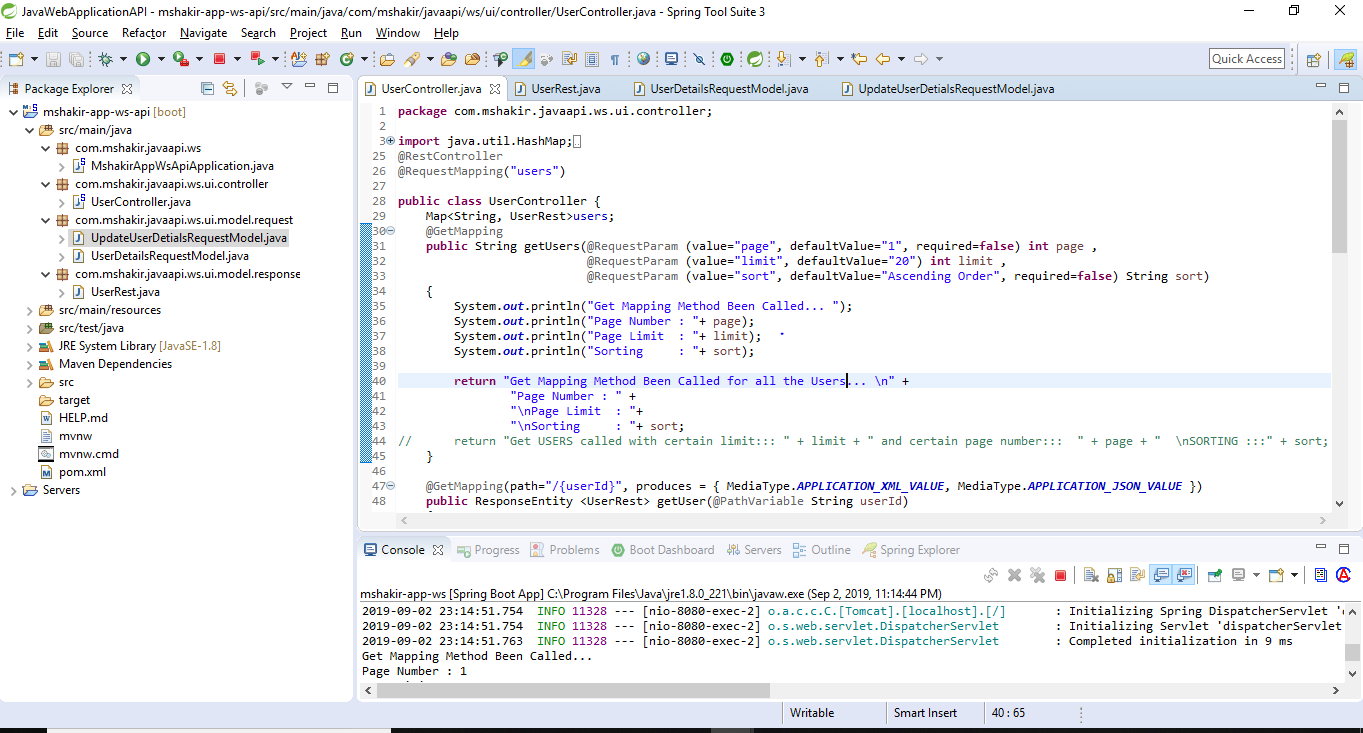 JavaWebApplicationAPI - mshakir-app-ws-api/src/main/java/com/mshakir/javaapi/ws/ui/controller/UserController.java - Spring Tool Suite 3
File Edit Source Refactor Navigate Search Project Run Window Help
Quick Access
Package Explorer
mshakir-app-ws-api [boot]
src/main/java
com.mshakir.javaapi.ws
MshakirAppWsApiApplication.java
com.mshakir.javaapi.ws.ui.controller
UserController.java
com.mshakir.javaapi.ws.ui.model.request
UpdateUserDetialsRequestModel.java
UserDetailsRequestModel.java
com.mshakir.javaapi.ws.ui.model.response
UserRest.java
src/main/resources
src/test/java
JRE System Library [JavaSE-1.8]
Maven Dependencies
src
target
HELP.md
mvnw
mvnw.cmd
pom.xml
Servers
UserController.java UserRest.java UserDetailsRequestModel.java UpdateUserDetialsRequestModel.java
1 package com.mshakir.javaapi.ws.ui.controller;
2
3 import java.util.HashMap;
25 @RestController
26 @RequestMapping("users")
27
28 public class UserController {
29 Map<String, UserRest>users;
30 @GetMapping
31 public String getUsers(@RequestParam (value="page", defaultValue="1", required=false) int page ,
32 @RequestParam (value="limit", defaultValue="20") int limit ,
33 @RequestParam (value="sort", defaultValue="Ascending Order", required=false) String sort)
34 {
35 System.out.println("Get Mapping Method Been Called... ");
36 System.out.println("Page Number : "+ page);
37 System.out.println("Page Limit  : "+ limit);
38 System.out.println("Sorting     : "+ sort);
39
40 return "Get Mapping Method Been Called for all the Users... \n" +
41 "Page Number : " +
42 "\nPage Limit  : "+
43 "\nSorting     : "+ sort;
44 // return "Get USERS called with certain limit::: " + limit + " and certain page number:::  " + page + "  \nSORTING :::" + sort;
45 }
46
47 @GetMapping(path="/{userId}", produces = { MediaType.APPLICATION_XML_VALUE, MediaType.APPLICATION_JSON_VALUE })
48 public ResponseEntity <UserRest> getUser(@PathVariable String userId)
Console Progress Problems Boot Dashboard Servers Outline Spring Explorer
mshakir-app-ws [Spring Boot App] C:\Program Files\Java\jre1.8.0_221\bin\javaw.exe (Sep 2, 2019, 11:14:44 PM)
2019-09-02 23:14:51.754  INFO 11328 --- [nio-8080-exec-2] o.a.c.c.C.[Tomcat].[localhost].[/]       : Initializing Spring DispatcherServlet '
2019-09-02 23:14:51.754  INFO 11328 --- [nio-8080-exec-2] o.s.web.servlet.DispatcherServlet        : Initializing Servlet 'dispatcherServlet
2019-09-02 23:14:51.763  INFO 11328 --- [nio-8080-exec-2] o.s.web.servlet.DispatcherServlet        : Completed initialization in 9 ms
Get Mapping Method Been Called...
Page Number : 1
Writable Smart Insert 40 : 65